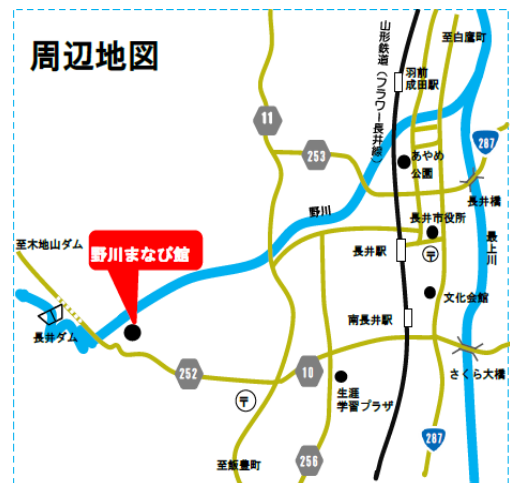 周辺地図
至白鷹町
山形鉄道(フラワー長井線)
羽前
成田駅
11
287
253
あやめ
公園
長井橋
野川
長井市役所
最上川
至木地山ダム
野川まなび館
長井駅
〒
文化会館
長井ダム
南長井駅
さくら大橋
252
10
生涯
学習プラザ
〒
287
至飯豊町
256